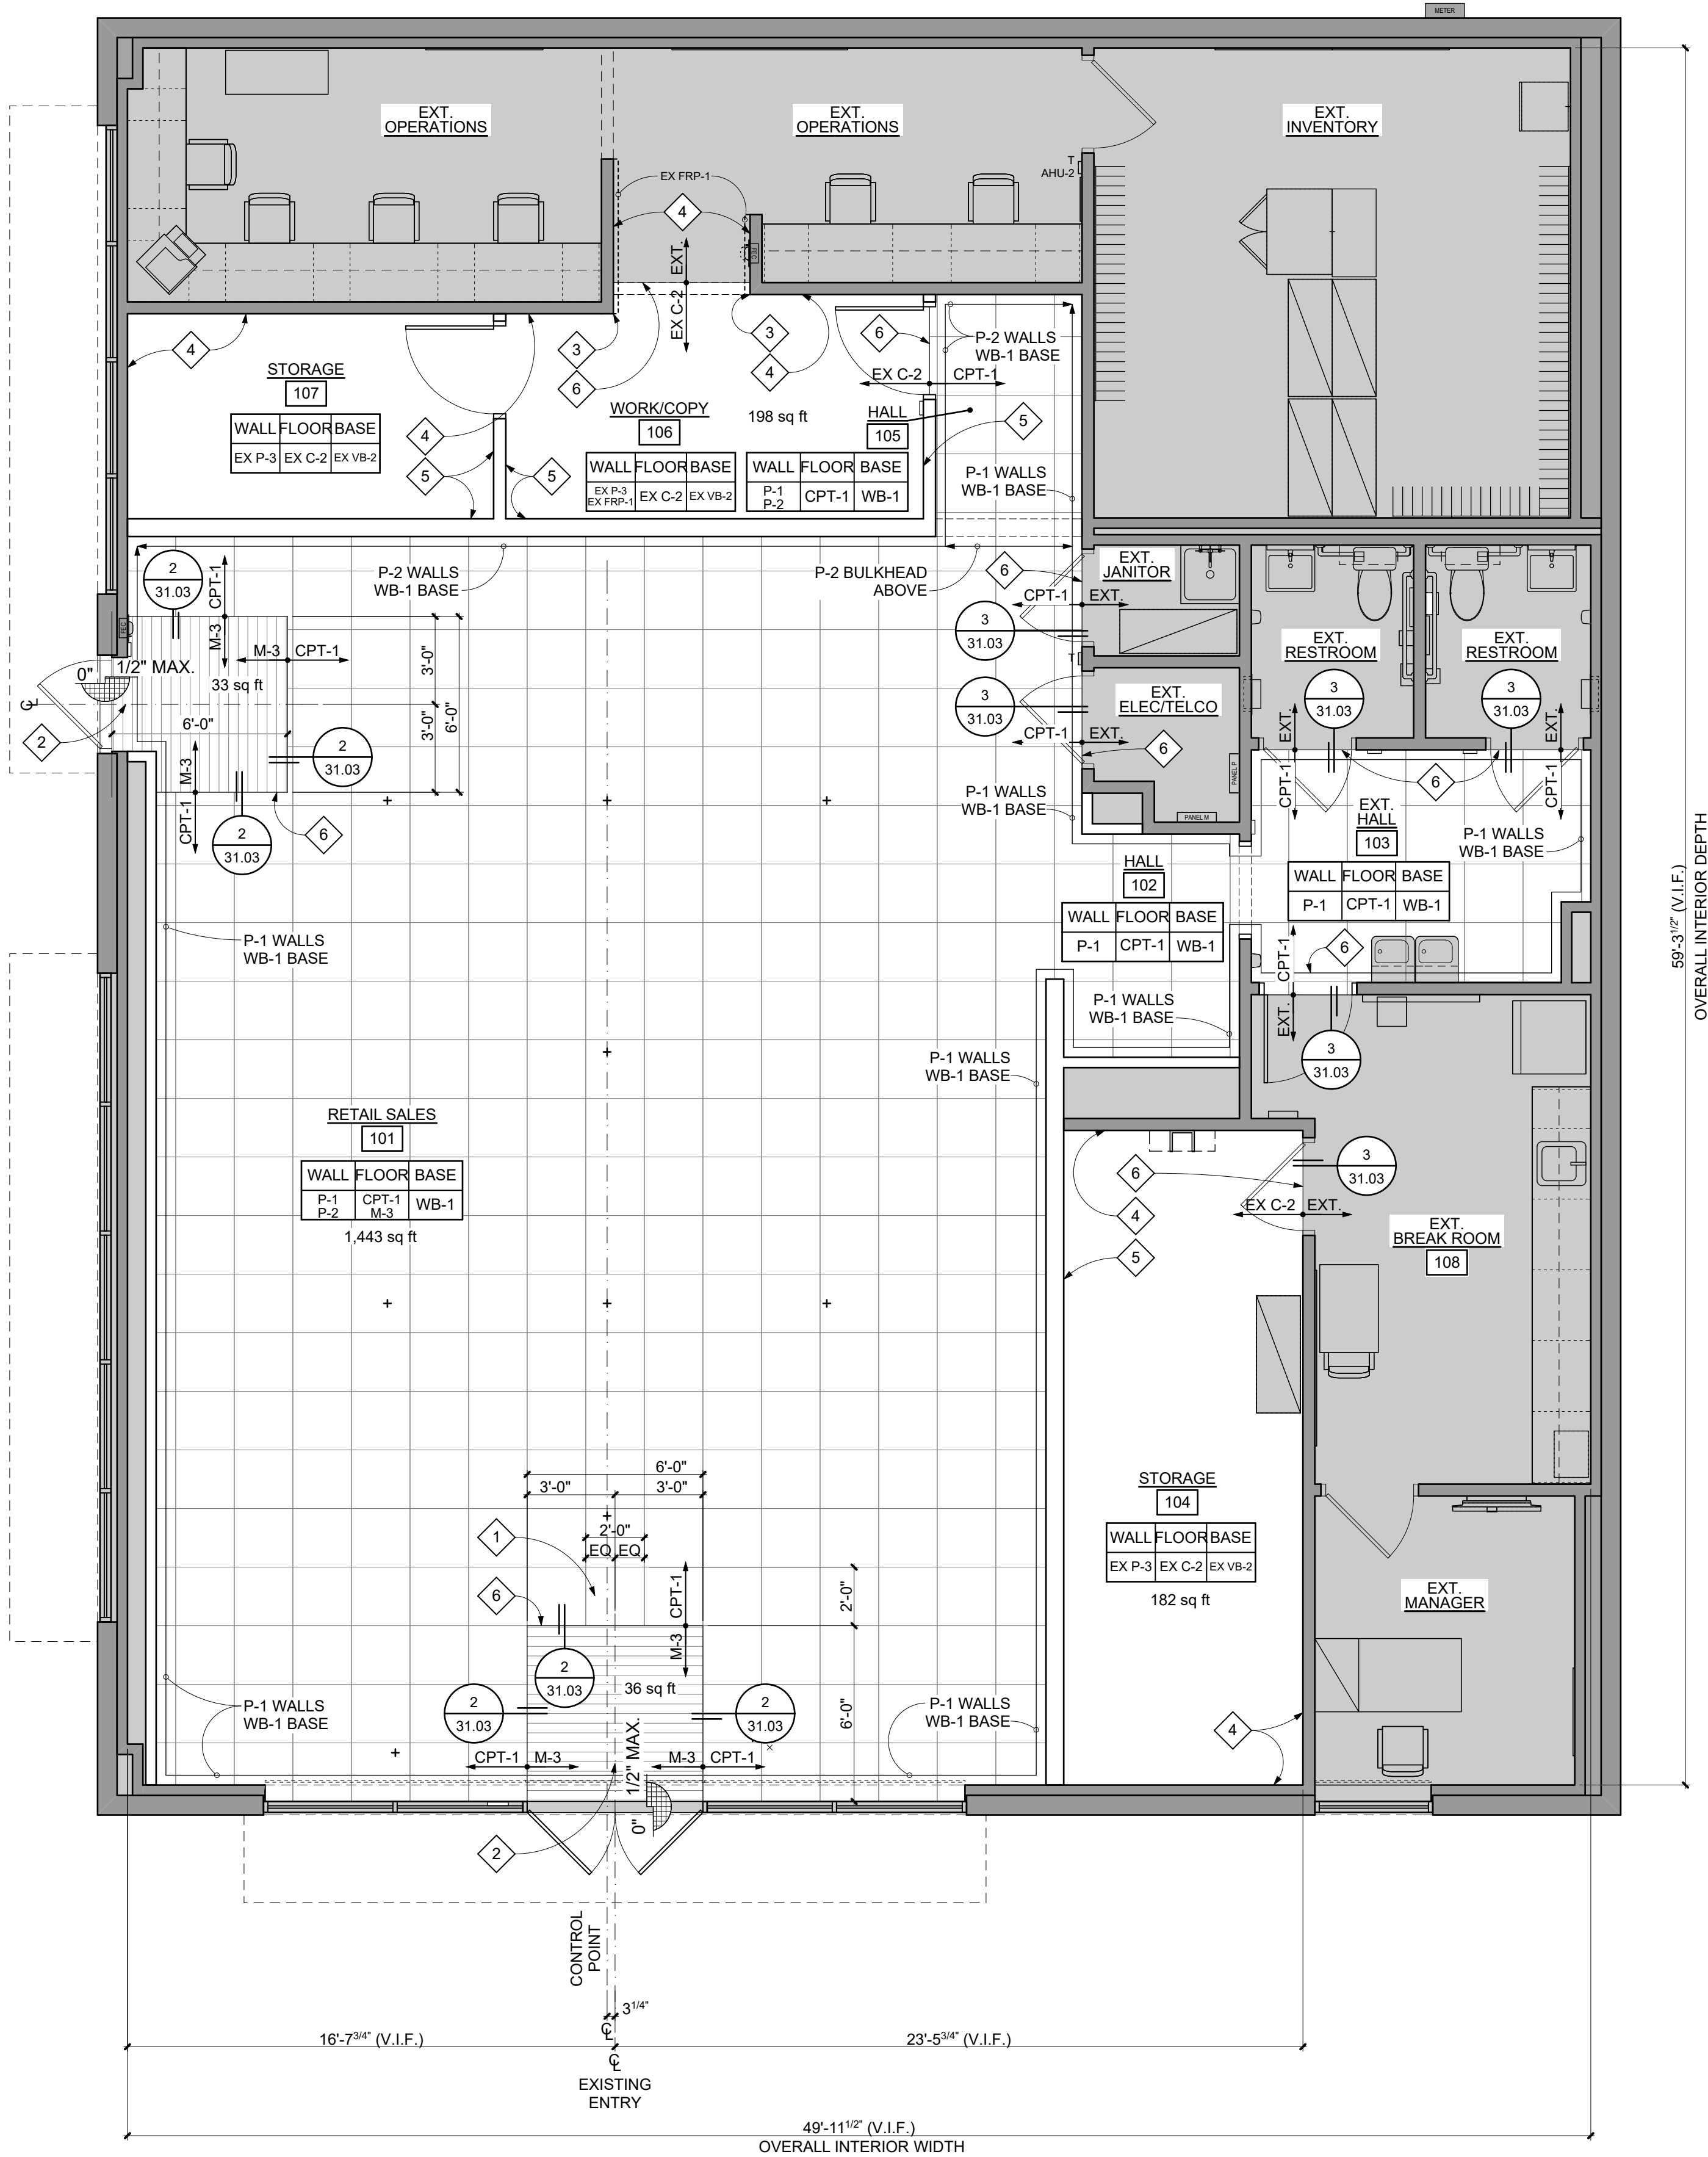 METER
EXT.
OPERATIONS
EXT.
OPERATIONS
EXT.
INVENTORY
T
AHU-2
EX FRP-1
4
FEC
EXT.
EX C-2
4
3
6
3
4
6
P-2 WALLS
WB-1 BASE
STORAGE
107
WALL FLOOR BASE
EX P-3 EX C-2 EX VB-2
4
5
5
WORK/COPY
106
198 sq ft
WALL FLOOR BASE
EX P-3
EX FRP-1
EX C-2 EX VB-2
EX C-2 CPT-1
HALL
105
WALL FLOOR BASE
P-1
P-2
CPT-1 WB-1
5
P-1 WALLS
WB-1 BASE
2
31.03
CPT-1
M-3
P-2 WALLS
WB-1 BASE
P-2 BULKHEAD
ABOVE
6
EXT.
JANITOR
CPT-1 EXT.
3
31.03
EXT.
RESTROOM
EXT.
RESTROOM
FEC
M-3 CPT-1
1/2" MAX.
0"
33 sq ft
3'-0"
3'-0"
6'-0"
6'-0"
2
2
31.03
M-3
CPT-1
2
31.03
6
T
EXT.
ELEC/TELCO
3
31.03
CPT-1 EXT.
6
PANEL P
PANEL M
3
31.03
3
31.03
EXT.
CPT-1
EXT.
CPT-1
6
P-1 WALLS
WB-1 BASE
EXT.
HALL
103
P-1 WALLS
WB-1 BASE
WALL FLOOR BASE
P-1 CPT-1 WB-1
HALL
102
WALL FLOOR BASE
P-1 CPT-1 WB-1
P-1 WALLS
WB-1 BASE
6
CPT-1
EXT.
P-1 WALLS
WB-1 BASE
3
31.03
P-1 WALLS
WB-1 BASE
59'-3 1/2" (V.I.F.)
OVERALL INTERIOR DEPTH
RETAIL SALES
101
WALL FLOOR BASE
P-1
P-2
CPT-1
M-3
WB-1
1,443 sq ft
6
4
5
3
31.03
EX C-2 EXT.
EXT.
BREAK ROOM
108
6'-0"
3'-0" 3'-0"
2'-0"
EQ EQ
1
6
CPT-1
M-3
2'-0"
6'-0"
STORAGE
104
WALL FLOOR BASE
EX P-3 EX C-2 EX VB-2
182 sq ft
EXT.
MANAGER
2
31.03
36 sq ft
2
31.03
2
31.03
P-1 WALLS
WB-1 BASE
P-1 WALLS
WB-1 BASE
4
CPT-1 M-3
M-3 CPT-1
1/2" MAX.
0"
2
CONTROL
POINT
3 1/4"
16'-7 3/4" (V.I.F.)
23'-5 3/4" (V.I.F.)
EXISTING
ENTRY
49'-11 1/2" (V.I.F.)
OVERALL INTERIOR WIDTH